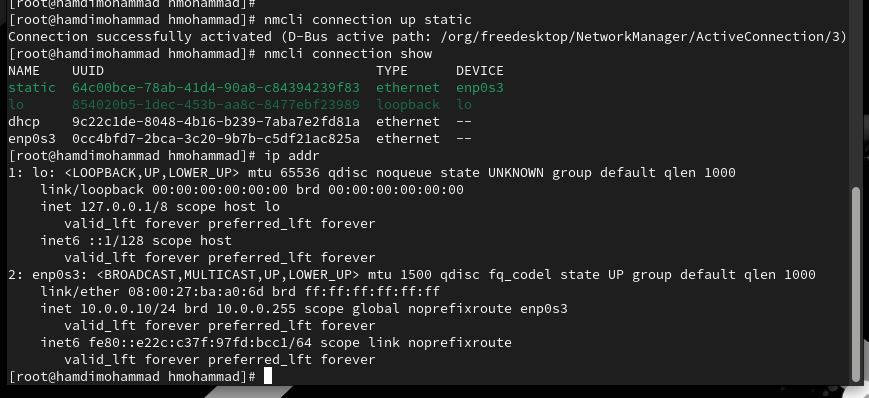 [root@hamdimohammad hmohammad]#
[root@hamdimohammad hmohammad]# nmcli connection up static
Connection successfully activated (D-Bus active path: /org/freedesktop/NetworkManager/ActiveConnection/3)
[root@hamdimohammad hmohammad]# nmcli connection show
NAME    UUID                                  TYPE      DEVICE
static  64c00bce-78ab-41d4-90a8-c84394239f83  ethernet  enp0s3
lo      854020b5-1dec-453b-aa8c-8477ebf23989  loopback  lo
dhcp    9c22c1de-8048-4b16-b239-7aba7e2fd81a  ethernet  --
enp0s3  0cc4bfd7-2bca-3c20-9b7b-c5df21ac825a  ethernet  --
[root@hamdimohammad hmohammad]# ip addr
1: lo: <LOOPBACK,UP,LOWER_UP> mtu 65536 qdisc noqueue state UNKNOWN group default qlen 1000
    link/loopback 00:00:00:00:00:00 brd 00:00:00:00:00:00
    inet 127.0.0.1/8 scope host lo
       valid_lft forever preferred_lft forever
    inet6 ::1/128 scope host
       valid_lft forever preferred_lft forever
2: enp0s3: <BROADCAST,MULTICAST,UP,LOWER_UP> mtu 1500 qdisc fq_codel state UP group default qlen 1000
    link/ether 08:00:27:ba:a0:6d brd ff:ff:ff:ff:ff:ff
    inet 10.0.0.10/24 brd 10.0.0.255 scope global noprefixroute enp0s3
       valid_lft forever preferred_lft forever
    inet6 fe80::e22c:c37f:97fd:bcc1/64 scope link noprefixroute
       valid_lft forever preferred_lft forever
[root@hamdimohammad hmohammad]#